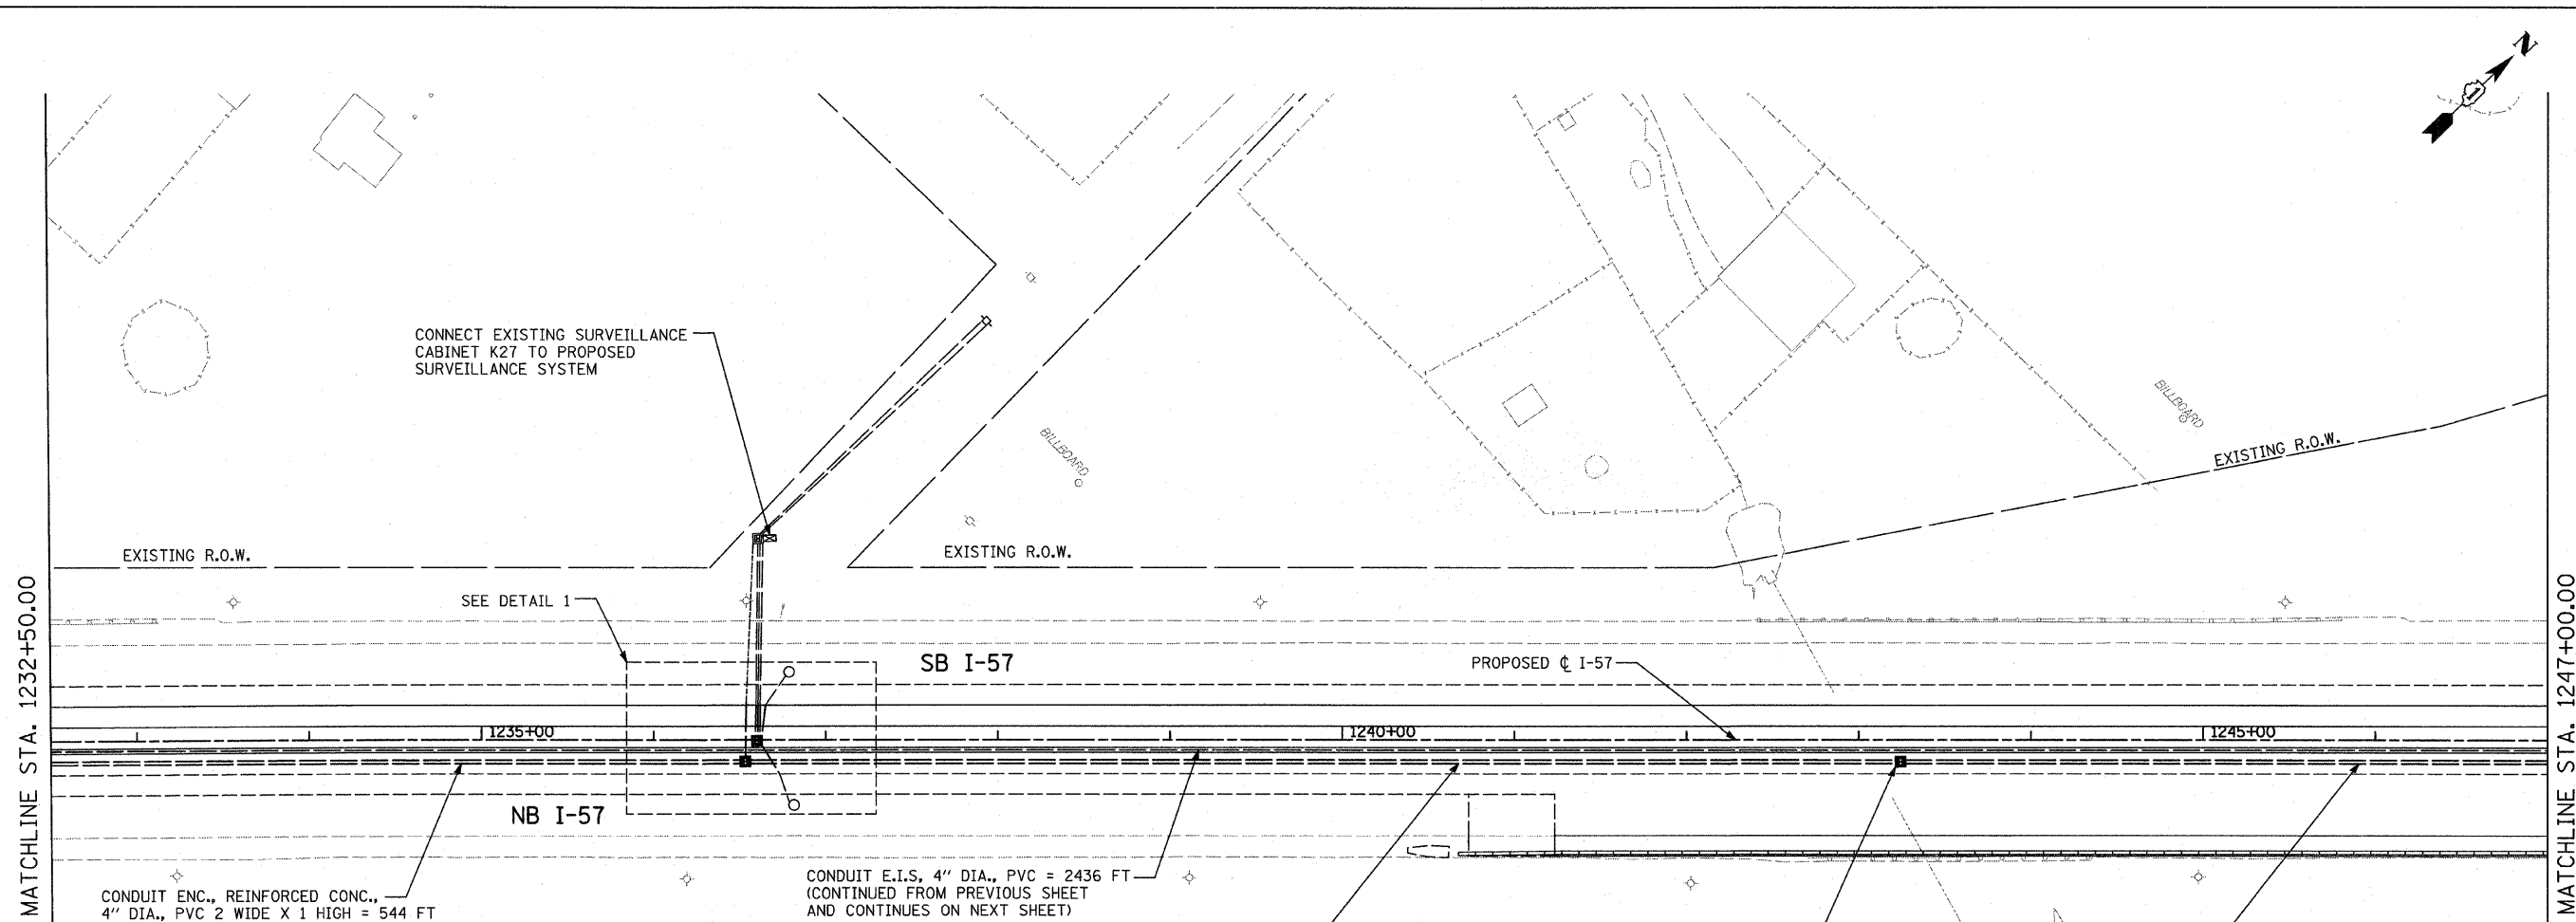 N
1
CONNECT EXISTING SURVEILLANCE
CABINET K27 TO PROPOSED
SURVEILLANCE SYSTEM
BILLBOARD
BILLBOARD
EXISTING R.O.W.
EXISTING R.O.W.
EXISTING R.O.W.
MATCHLINE STA. 1232+50.00
MATCHLINE STA. 1247+00.00
SEE DETAIL 1
SB I-57
PROPOSED ℄ I-57
1235+00
1240+00
1245+00
NB I-57
CONDUIT ENC., REINFORCED CONC.,
4" DIA., PVC 2 WIDE X 1 HIGH = 544 FT
CONDUIT E.I.S, 4" DIA., PVC = 2436 FT
(CONTINUED FROM PREVIOUS SHEET
AND CONTINUES ON NEXT SHEET)